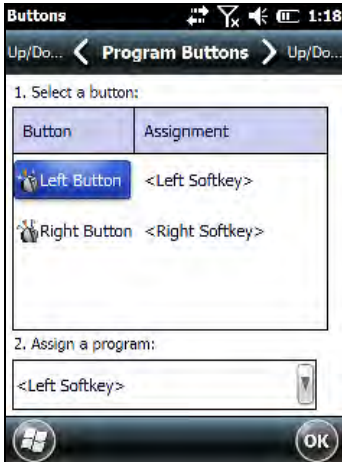 Buttons 1:18
Up/Do... Program Buttons Up/Do...
1. Select a button:
Button Assignment
Left Button <Left Softkey>
Right Button <Right Softkey>
2. Assign a program:
<Left Softkey>
OK